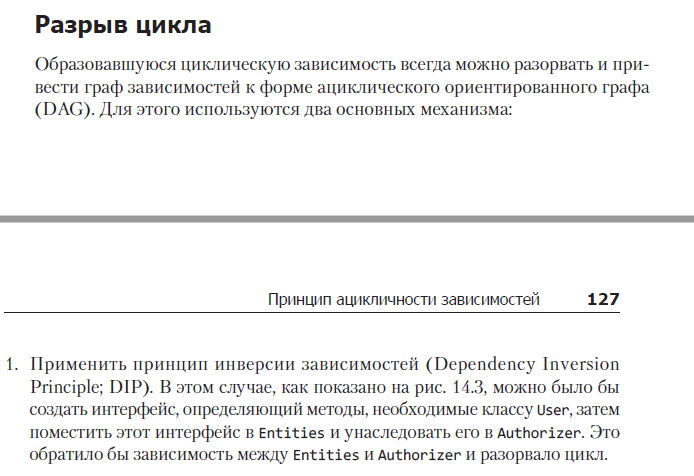 Разрыв цикла
Образовавшуюся циклическую зависимость всегда можно разорвать и при-
вести граф зависимостей к форме ациклического ориентированного графа
(DAG). Для этого используются два основных механизма:
Принцип ацикличности зависимостей 127
1. Применить принцип инверсии зависимостей (Dependency Inversion
Principle; DIP). В этом случае, как показано на рис. 14.3, можно было бы
создать интерфейс, определяющий методы, необходимые классу User, затем
поместить этот интерфейс в Entities и унаследовать его в Authorizer. Это
обратило бы зависимость между Entities и Authorizer и разорвало цикл.